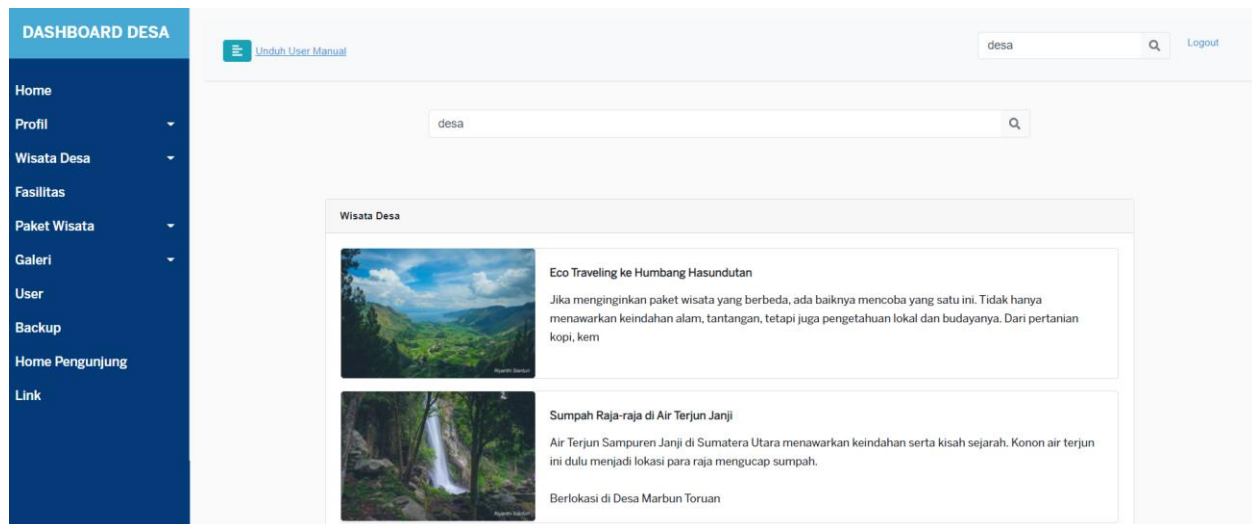 DASHBOARD DESA
Home
Profil
Wisata Desa
Fasilitas
Paket Wisata
Galeri
User
Backup
Home Pengunjung
Link
Unduh User Manual
desa
Logout
desa
Wisata Desa
Eco Traveling ke Humbang Hasundutan
Jika menginginkan paket wisata yang berbeda, ada baiknya mencoba yang satu ini. Tidak hanya
menawarkan keindahan alam, tantangan, tetapi juga pengetahuan lokal dan budayanya. Dari pertanian
kopi, kem
Sumpah Raja-raja di Air Terjun Janji
Air Terjun Sampuren Janji di Sumatera Utara menawarkan keindahan serta kisah sejarah. Konon air terjun
ini dulu menjadi lokasi para raja mengucap sumpah.
Berlokasi di Desa Marbun Toruan